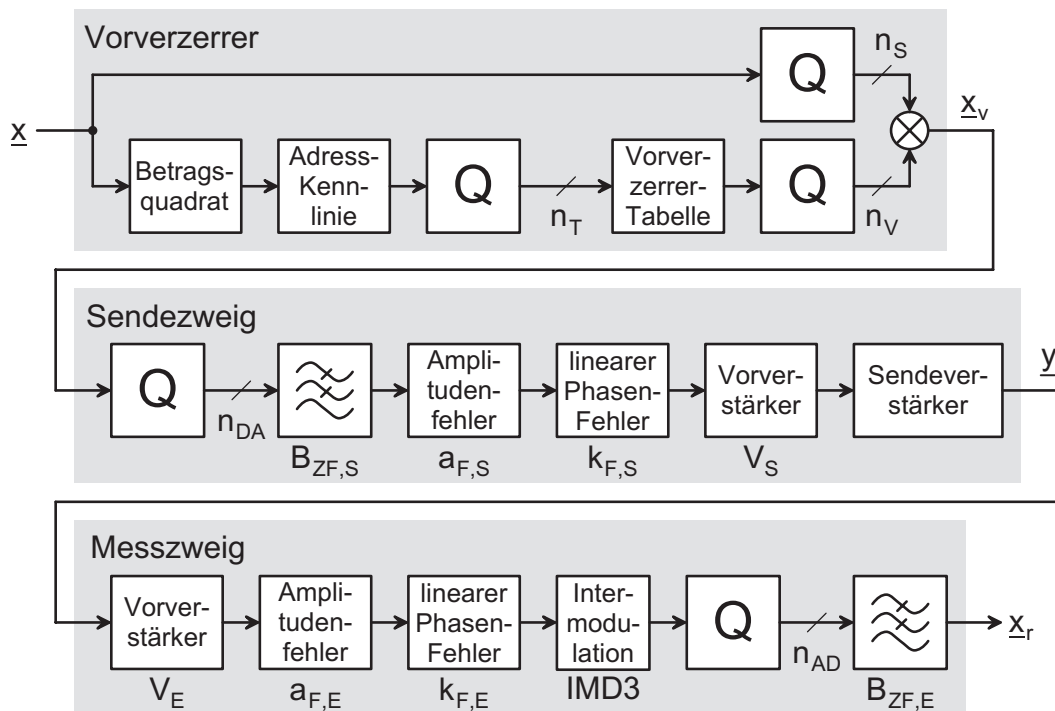 Vorverzerrer
Q
n_S
x
x_v
Betrags-
quadrat
Adress-
Kenn-
linie
Q
n_T
Vorver-
zerrer-
Tabelle
Q
n_V
Sendezweig
Q
n_DA
B_ZF,S
Ampli-
tuden-
fehler
a_F,S
linearer
Phasen-
Fehler
k_F,S
Vorver-
stärker
V_S
Sendever-
stärker
y
Messzweig
Vorver-
stärker
V_E
Ampli-
tuden-
fehler
a_F,E
linearer
Phasen-
Fehler
k_F,E
Inter-
modu-
lation
IMD3
Q
n_AD
B_ZF,E
x_r